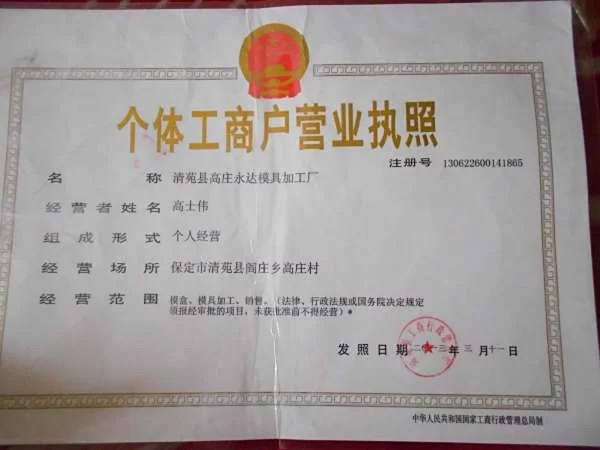 个体工商户营业执照
注册号 130622600141865
名称 清苑县高庄永达模具加工厂
经营者姓名 高士伟
组成形式 个人经营
经营场所 保定市清苑县阎庄乡高庄村
经营范围 模盒、模具加工、销售。（法律、行政法规或国务院决定规定
须报经审批的项目，未获批准前不得经营）*
发照日期 二〇一三年三月十一日
工商行政管理
中华人民共和国国家工商行政管理总局制